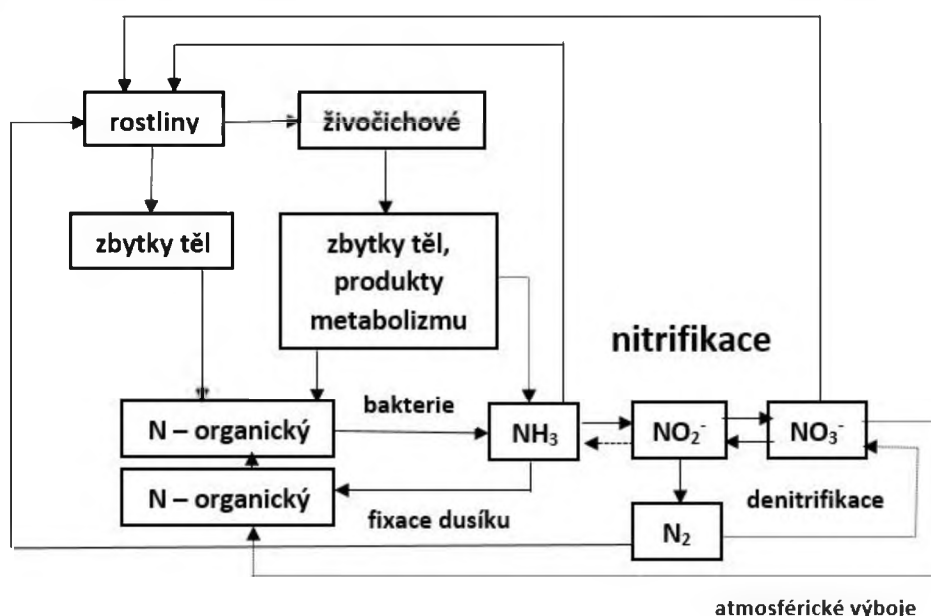 rostliny
živočichové
zbytky těl
zbytky těl,
produkty
metabolizmu
nitrifikace
bakterie
N – organický
NH₃
NO₂⁻
NO₃⁻
N – organický
fixace dusíku
denitrifikace
N₂
atmosférické výboje